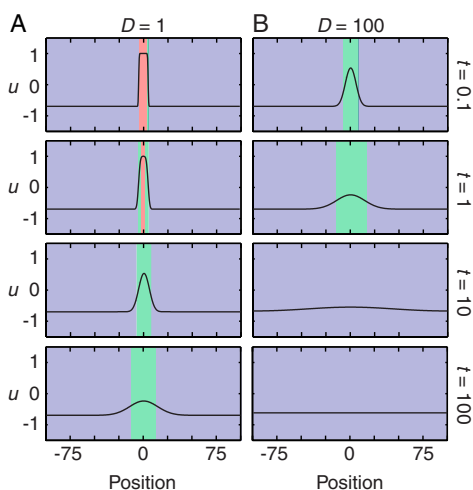 A
D = 1
B
D = 100
1
u 0
-1
t = 0.1
1
u 0
-1
t = 1
1
u 0
-1
t = 10
1
u 0
-1
t = 100
-75 0 75
-75 0 75
Position
Position